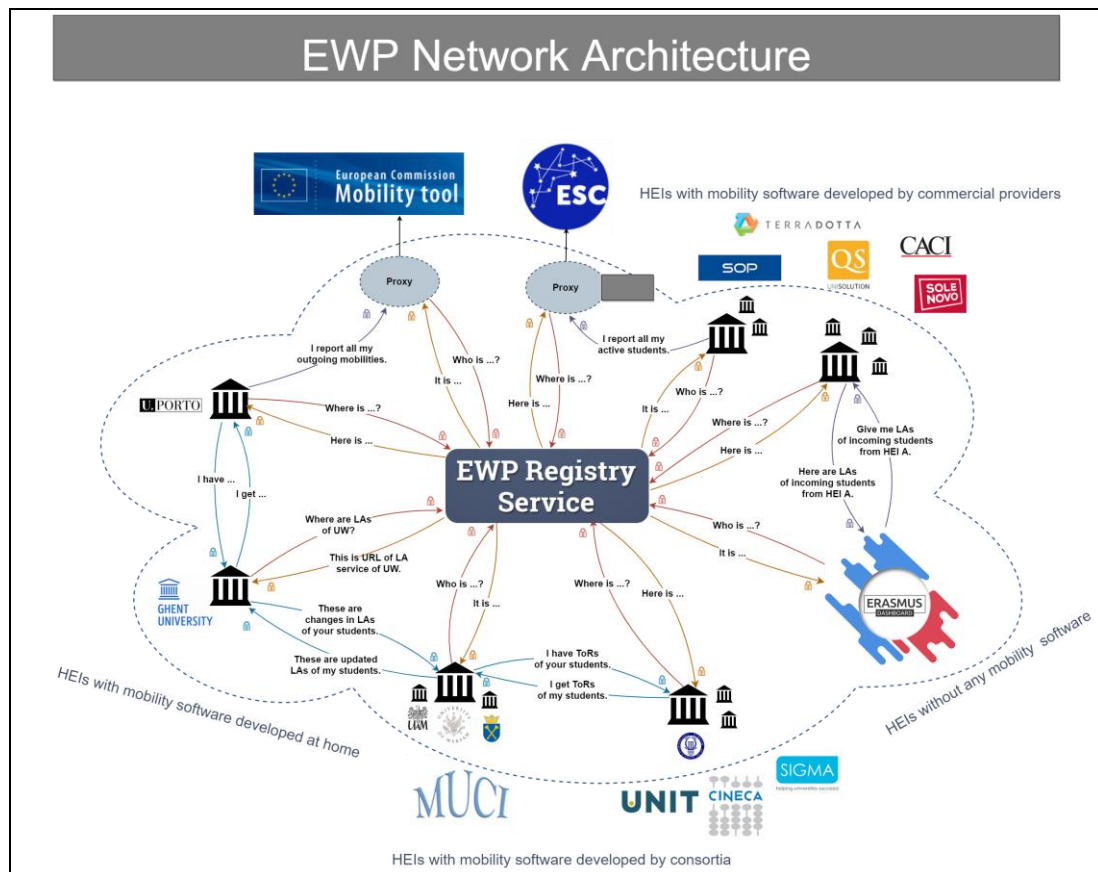 EWP Network Architecture
European Commission
Mobility tool
ESC
HEIs with mobility software developed by commercial providers
TERRADOTTA
SOP
QS
UNISOLUTION
CACI
SOLE
NOVO
Proxy
Proxy
I report all my
outgoing mobilities.
Who is ...?
It is ...
Where is ...?
Here is ...
I report all my
active students.
Who is ...?
It is ...
Where is ...?
Here is ...
Give me LAs
of incoming students
from HEI A.
Here are LAs
of incoming students
from HEI A.
U.PORTO
Where is ...?
Here is ...
I have ...
I get ...
EWP Registry
Service
Where are LAs
of UW?
This is URL of LA
service of UW.
Who is ...?
It is ...
Where is ...?
Here is ...
Who is ...?
It is ...
ERASMUS
DASHBOARD
GHENT
UNIVERSITY
These are
changes in LAs
of your students.
These are updated
LAs of my students.
I have ToRs
of your students.
I get ToRs
of my students.
HEIs with mobility software developed at home
HEIs without any mobility software
UAM
MUCI
UNIT
CINECA
SIGMA
helping universities succeed
HEIs with mobility software developed by consortia